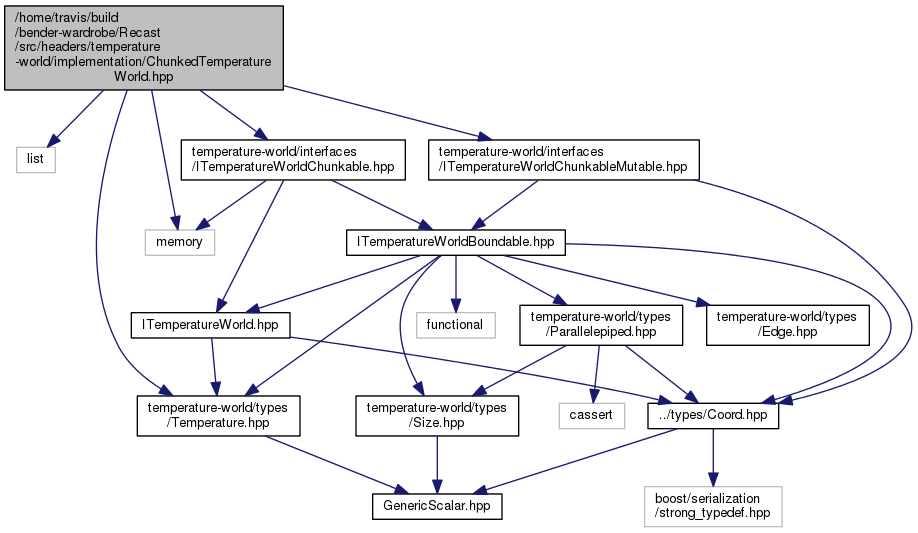 /home/travis/build
/bender-wardrobe/Recast
/src/headers/temperature
-world/implementation/ChunkedTemperature
World.hpp
list
temperature-world/interfaces
/ITemperatureWorldChunkable.hpp
temperature-world/interfaces
/ITemperatureWorldChunkableMutable.hpp
memory
ITemperatureWorldBoundable.hpp
ITemperatureWorld.hpp
functional
temperature-world/types
/Parallelepiped.hpp
temperature-world/types
/Edge.hpp
temperature-world/types
/Temperature.hpp
temperature-world/types
/Size.hpp
cassert
../types/Coord.hpp
GenericScalar.hpp
boost/serialization
/strong_typedef.hpp